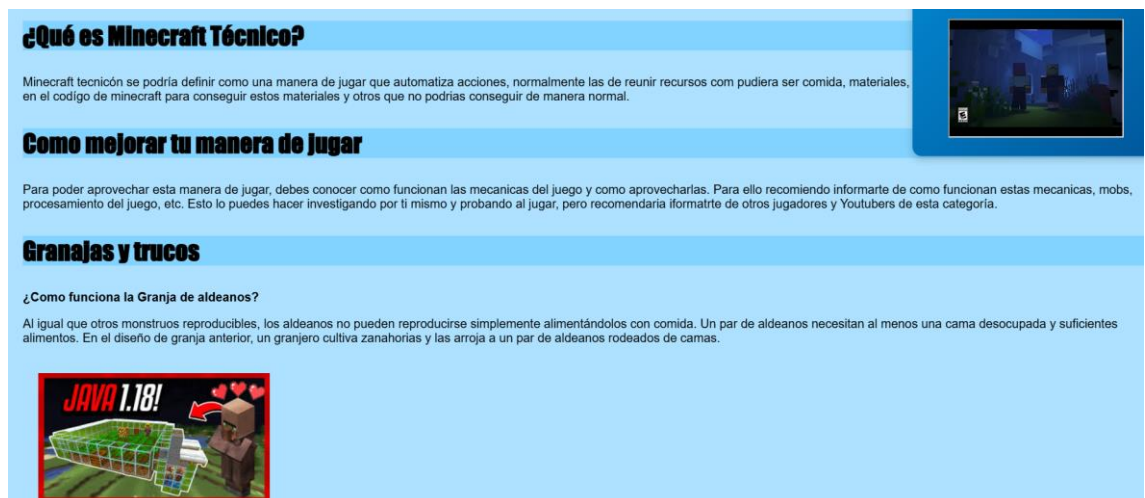 ¿Qué es Minecraft Técnico?
Minecraft tecnicón se podría definir como una manera de jugar que automatiza acciones, normalmente las de reunir recursos com pudiera ser comida, materiales,
en el codígo de minecraft para conseguir estos materiales y otros que no podrias conseguir de manera normal.
Como mejorar tu manera de jugar
Para poder aprovechar esta manera de jugar, debes conocer como funcionan las mecanicas del juego y como aprovecharlas. Para ello recomiendo informarte de como funcionan estas mecanicas, mobs,
procesamiento del juego, etc. Esto lo puedes hacer investigando por ti mismo y probando al jugar, pero recomendaria iformatrte de otros jugadores y Youtubers de esta categoría.
Granajas y trucos
¿Como funciona la Granja de aldeanos?
Al igual que otros monstruos reproducibles, los aldeanos no pueden reproducirse simplemente alimentándolos con comida. Un par de aldeanos necesitan al menos una cama desocupada y suficientes
alimentos. En el diseño de granja anterior, un granjero cultiva zanahorias y las arroja a un par de aldeanos rodeados de camas.
JAVA 1.18!